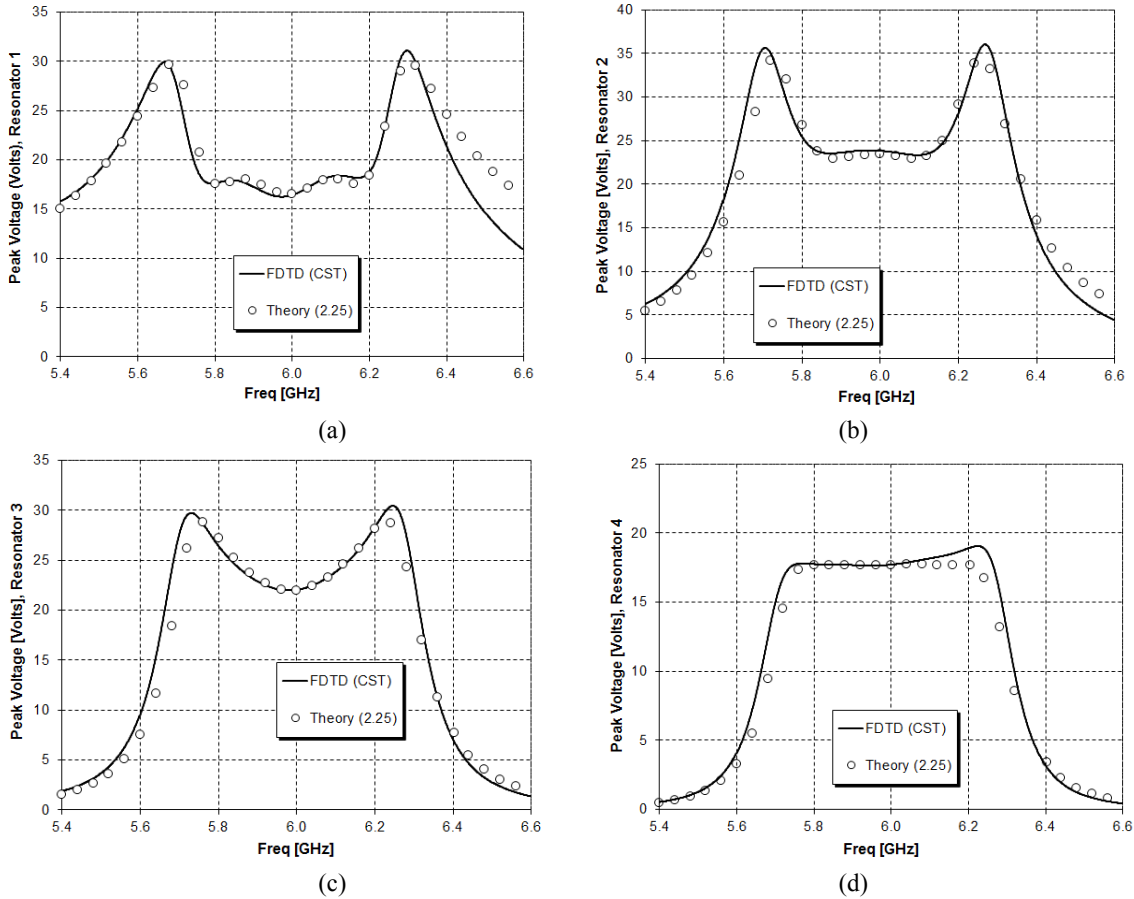 Peak Voltage (Volts), Resonator 1
35
30
25
20
15
10
5
0
FDTD (CST)
Theory (2.25)
5.4 5.6 5.8 6.0 6.2 6.4 6.6
Freq [GHz]
(a)
Peak Voltage [Volts], Resonator 2
40
35
30
25
20
15
10
5
0
FDTD (CST)
Theory (2.25)
5.4 5.6 5.8 6.0 6.2 6.4 6.6
Freq [GHz]
(b)
Peak Voltage [Volts], Resonator 3
35
30
25
20
15
10
5
0
FDTD (CST)
Theory (2.25)
5.4 5.6 5.8 6.0 6.2 6.4 6.6
Freq [GHz]
(c)
Peak Voltage [Volts], Resonator 4
25
20
15
10
5
0
FDTD (CST)
Theory (2.25)
5.4 5.6 5.8 6.0 6.2 6.4 6.6
Freq [GHz]
(d)